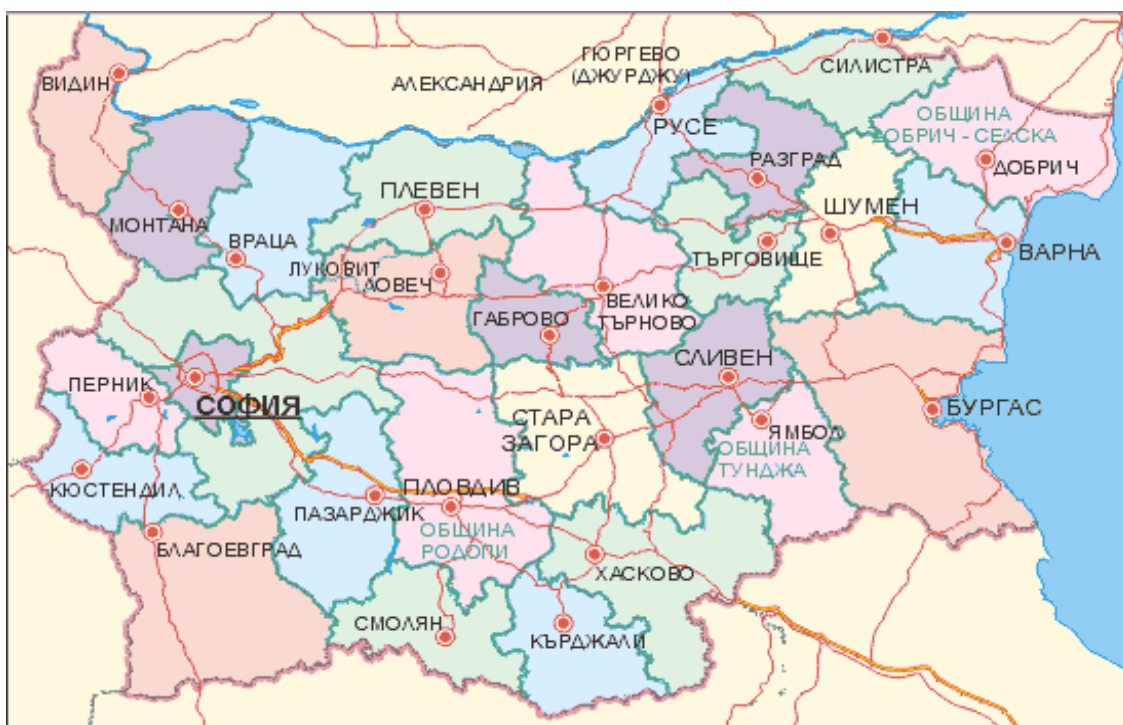 ГЮРГЕВО
(ДЖУРДЖУ)
СИЛИСТРА
ВИДИН
АЛЕКСАНДРИЯ
ОБЩИНА
ДОБРИЧ - СЕЛСКА
РУСЕ
РАЗГРАД
ДОБРИЧ
ПЛЕВЕН
ШУМЕН
МОНТАНА
ВРАЦА
ТЪРГОВИЩЕ
ВАРНА
ЛУКОВИТ
ЛОВЕЧ
ВЕЛИКО
ТЪРНОВО
ГАБРОВО
СЛИВЕН
ПЕРНИК
СОФИЯ
СТАРА
ЗАГОРА
БУРГАС
ЯМБОЛ
ОБЩИНА
ТУНДЖА
КЮСТЕНДИЛ
ПЛОВДИВ
ПАЗАРДЖИК
ОБЩИНА
РОДОПИ
БЛАГОЕВГРАД
ХАСКОВО
СМОЛЯН
КЪРДЖАЛИ